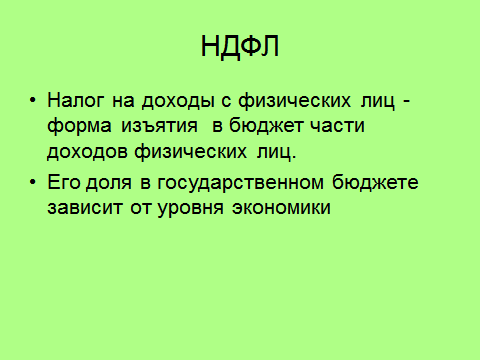 НДФЛ
• Налог на доходы с физических лиц -
форма изъятия в бюджет части
доходов физических лиц.
• Его доля в государственном бюджете
зависит от уровня экономики